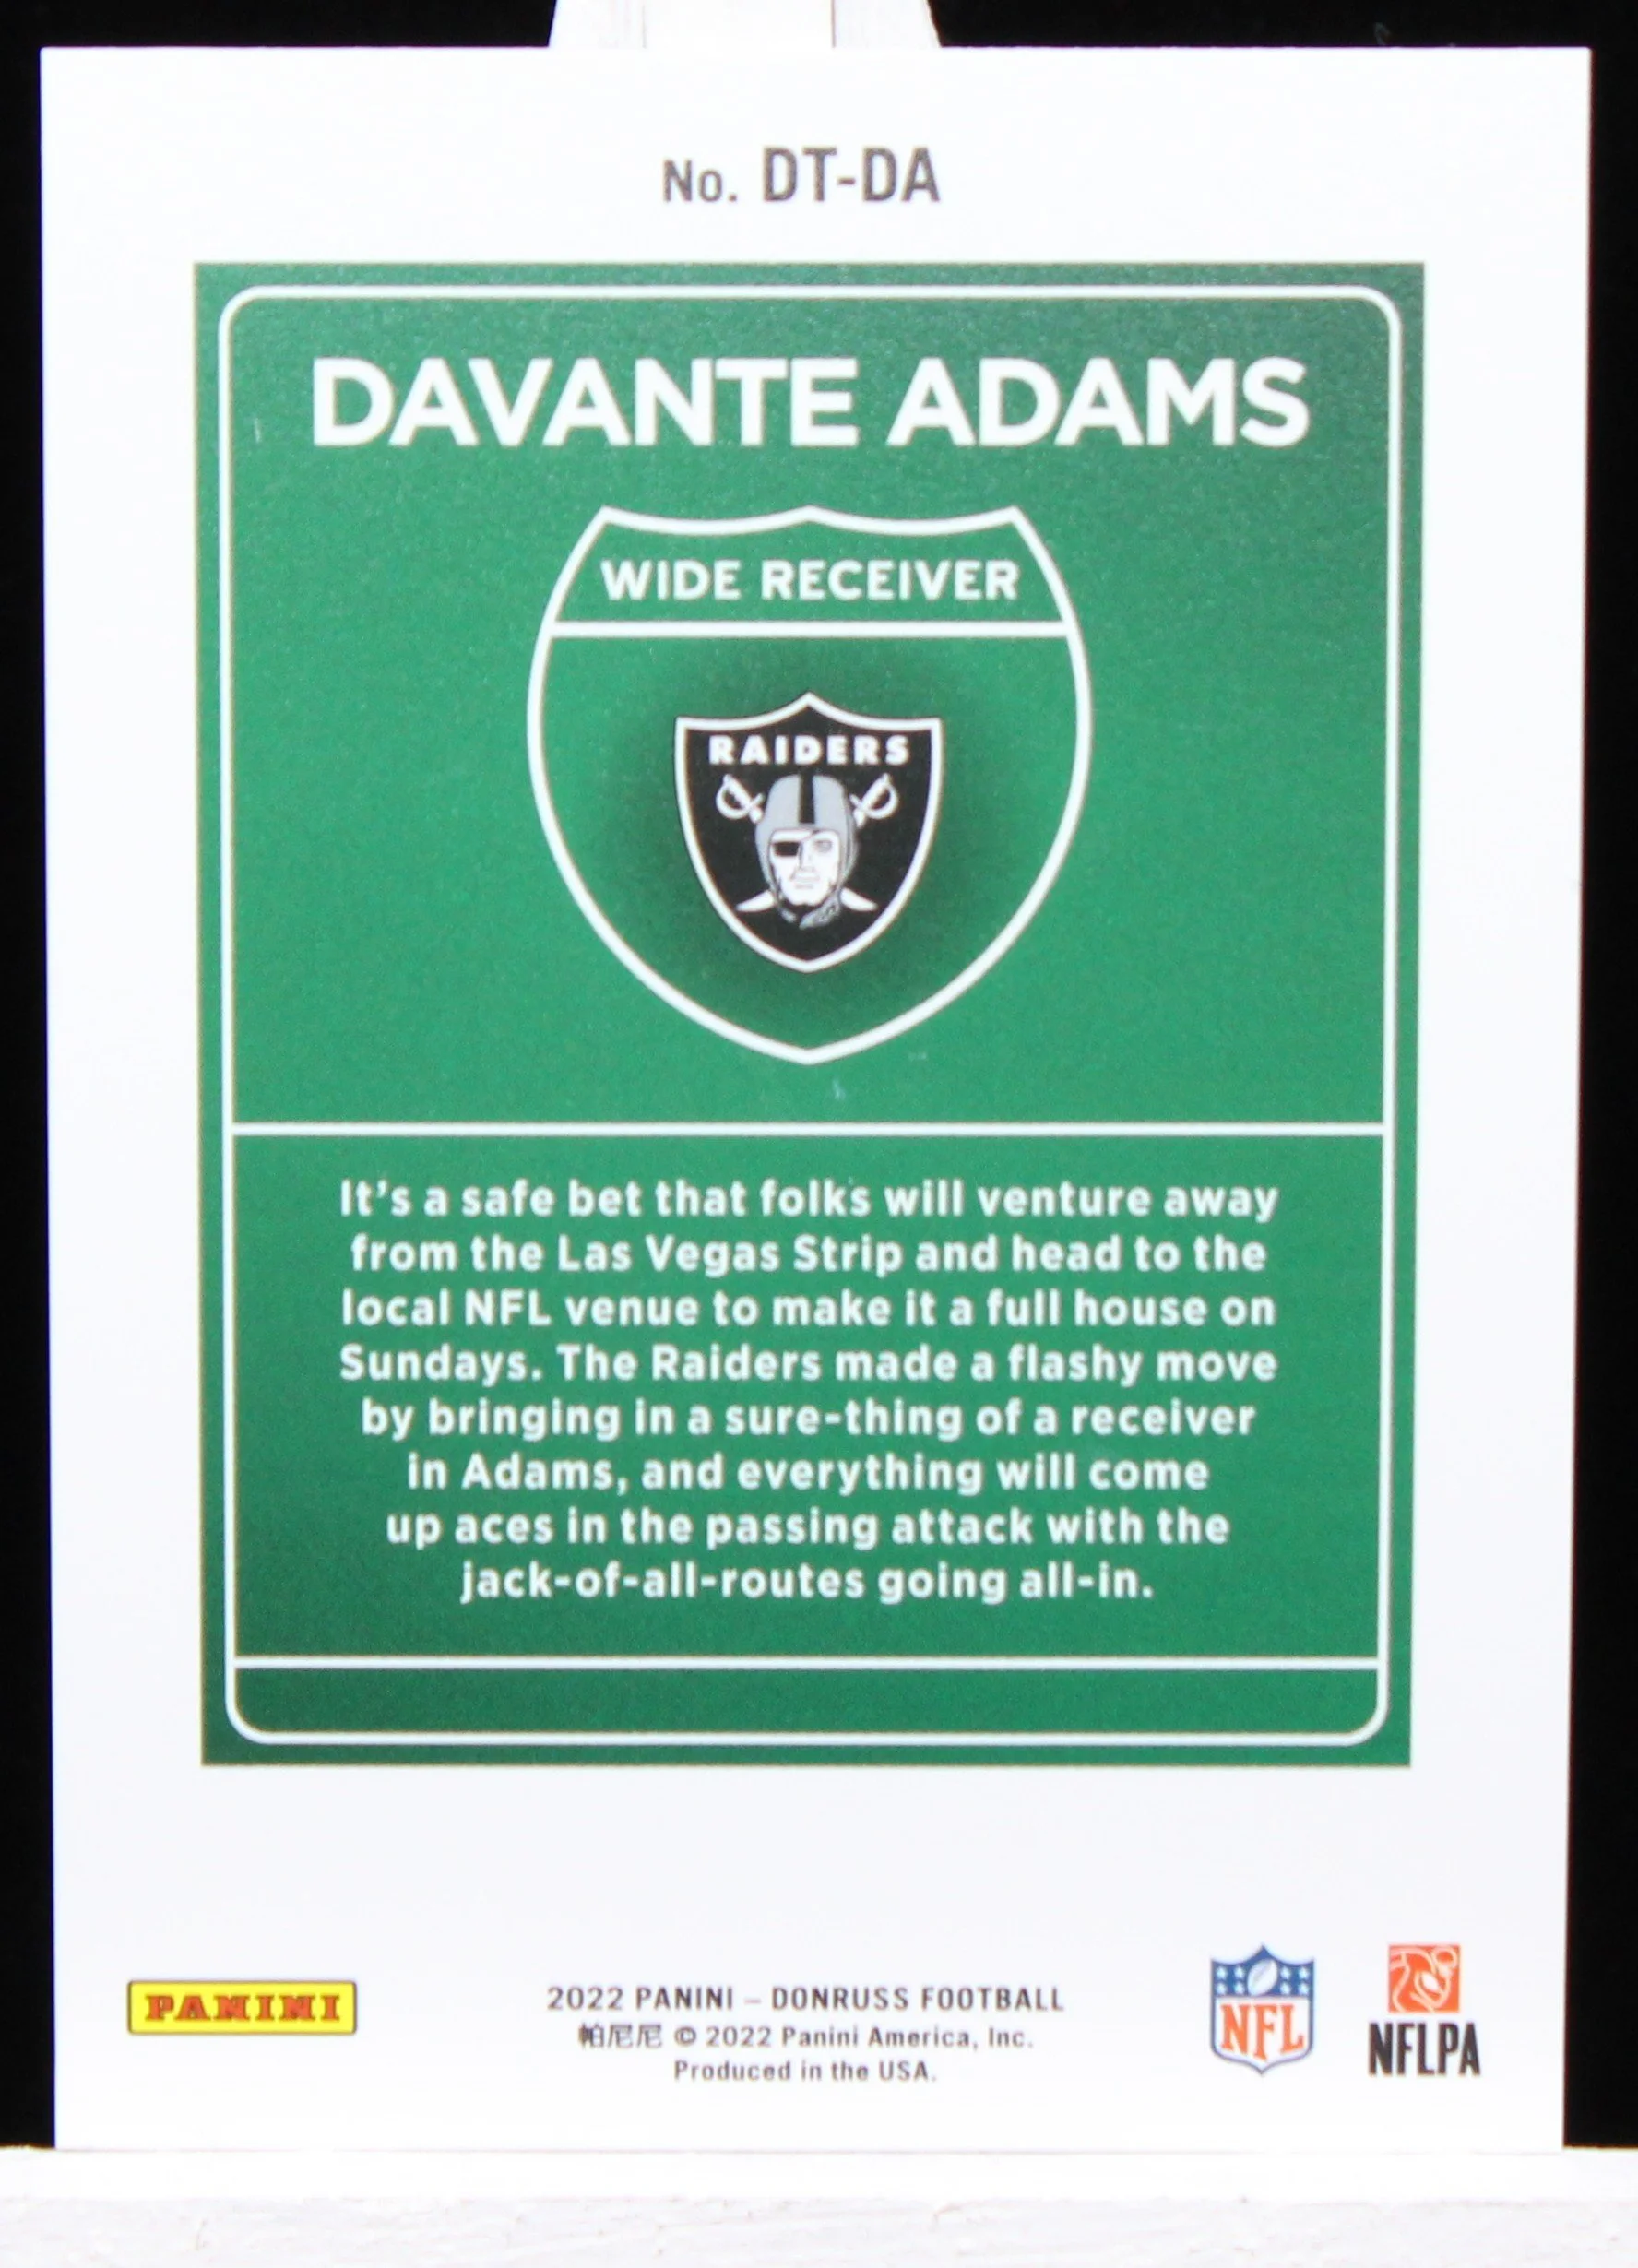 No. DT-DA
DAVANTE ADAMS
WIDE RECEIVER
RAIDERS
It's a safe bet that folks will venture away
from the Las Vegas Strip and head to the
local NFL venue to make it a full house on
Sundays. The Raiders made a flashy move
by bringing in a sure-thing of a receiver
in Adams, and everything will come
up aces in the passing attack with the
jack-of-all-routes going all-in.
PANINI
2022 PANINI – DONRUSS FOOTBALL
帕尼尼 © 2022 Panini America, Inc.
Produced in the USA.
NFL
NFLPA